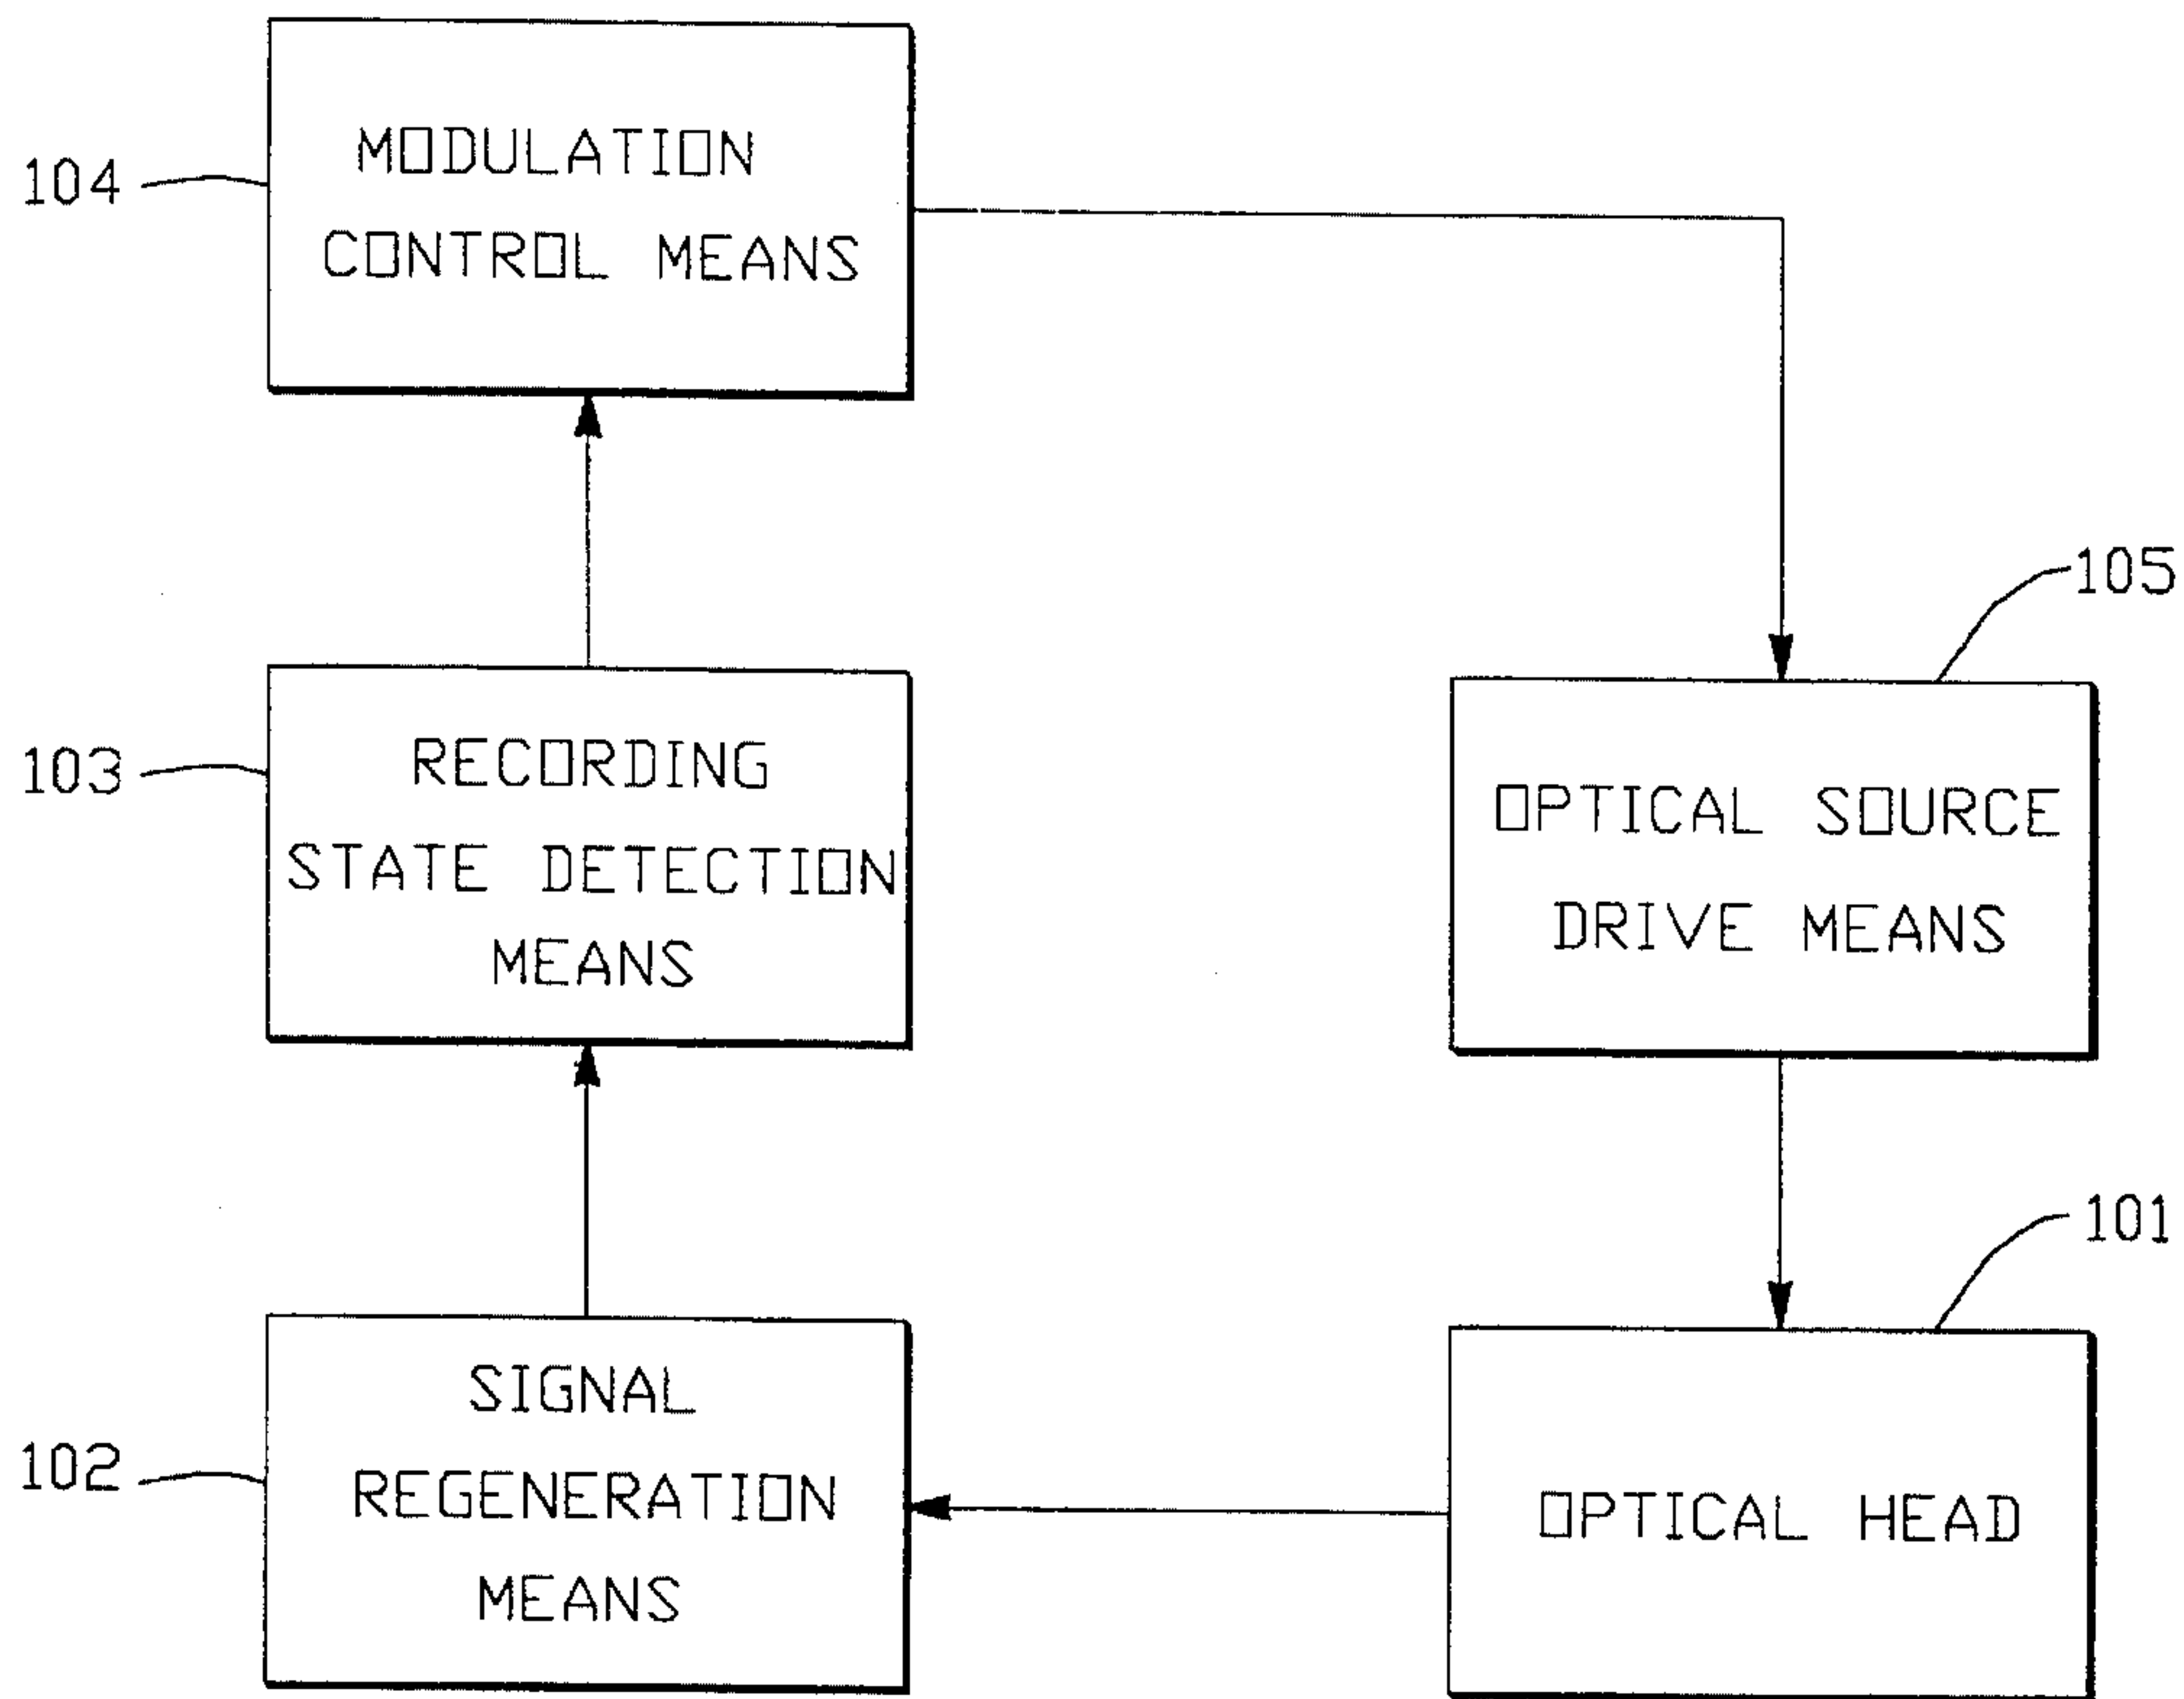 104
MODULATION
CONTROL MEANS
105
103
RECORDING
STATE DETECTION
MEANS
OPTICAL SOURCE
DRIVE MEANS
101
102
SIGNAL
REGENERATION
MEANS
OPTICAL HEAD